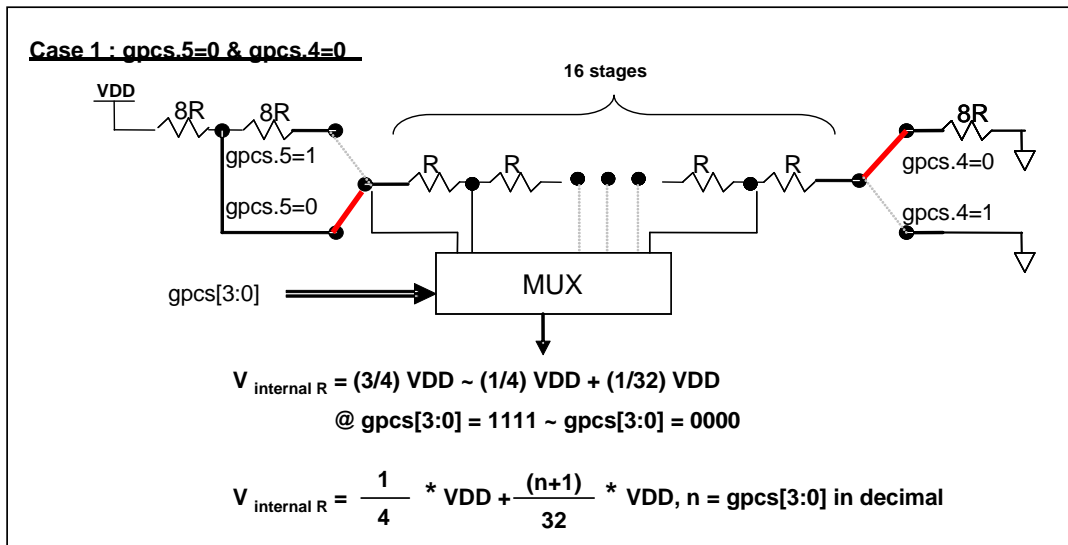 Case 1 : gpcs.5=0 & gpcs.4=0
16 stages
VDD
8R
8R
8R
gpcs.5=1
R
R
R
R
gpcs.4=0
gpcs.5=0
gpcs.4=1
MUX
gpcs[3:0]
V internal R = (3/4) VDD ~ (1/4) VDD + (1/32) VDD
@ gpcs[3:0] = 1111 ~ gpcs[3:0] = 0000
V internal R = 1/4 * VDD + (n+1)/32 * VDD, n = gpcs[3:0] in decimal